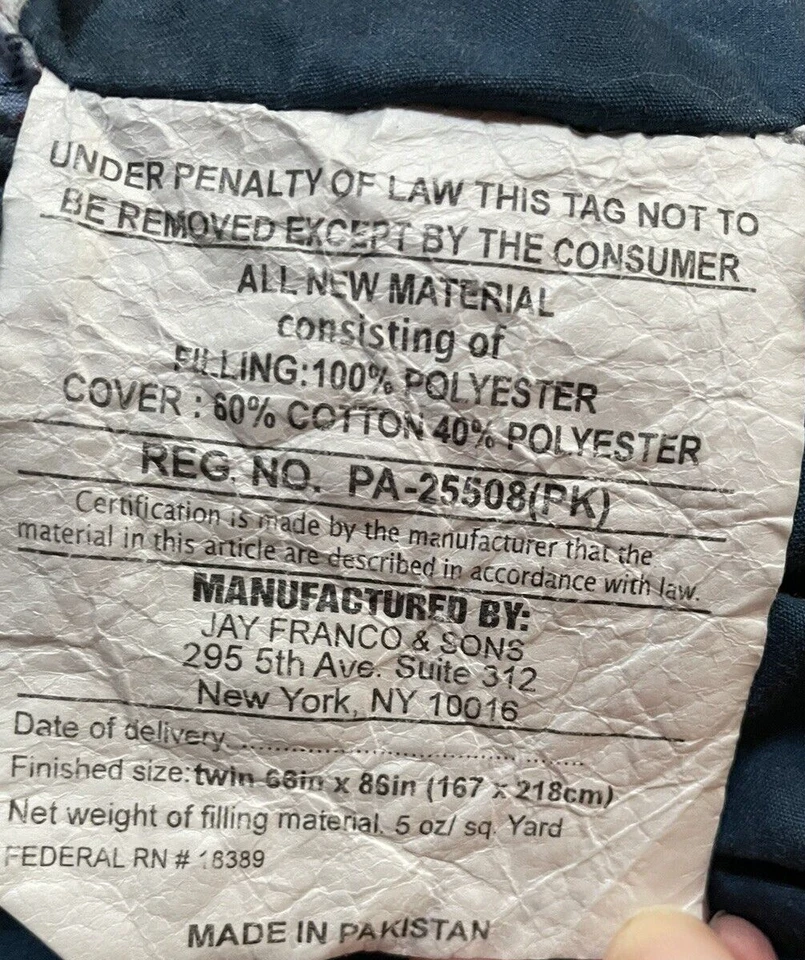 UNDER PENALTY OF LAW THIS TAG NOT TO
BE REMOVED EXCEPT BY THE CONSUMER
ALL NEW MATERIAL
consisting of
FILLING:100% POLYESTER
COVER : 60% COTTON 40% POLYESTER
REG. NO. PA-25508(PK)
Certification is made by the manufacturer that the
material in this article are described in accordance with law.
MANUFACTURED BY:
JAY FRANCO & SONS
295 5th Ave. Suite 312
New York, NY 10016
Date of delivery..............................................
Finished size:twin 66in x 86in (167 x 218cm)
Net weight of filling material. 5 oz/ sq. Yard
FEDERAL RN # 18389
MADE IN PAKISTAN